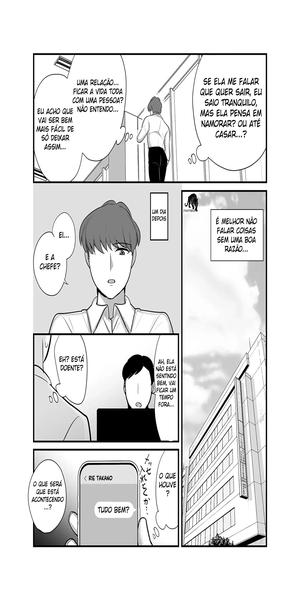 SE ELA ME FALAR
QUE QUER SAIR, EU
SAIO TRANQUILO,
MAS ELA PENSA EM
NAMORAR? OU ATÉ
CASAR...?
UMA RELAÇÃO...
FICAR A VIDA TODA
COM UMA PESSOA?
NÃO ENTENDO...
EU ACHO QUE
VAI SER BEM
MAIS FÁCIL DE
SÓ DEIXAR
ASSIM...
É MELHOR NÃO
FALAR COISAS
SEM UMA BOA
RAZÃO...
UM DIA
DEPOIS
EI...
E A
CHEFE?
AH, ELA
NÃO ESTÁ
SE SENTINDO
BEM, VAI
FICAR UM
TEMPO
FORA...
EH? ESTÁ
DOENTE?
O QUE
HOUVE
?
< RIE TAKANO
TUDO BEM?
O QUE SERÁ
QUE ESTÁ
ACONTECENDO
...?